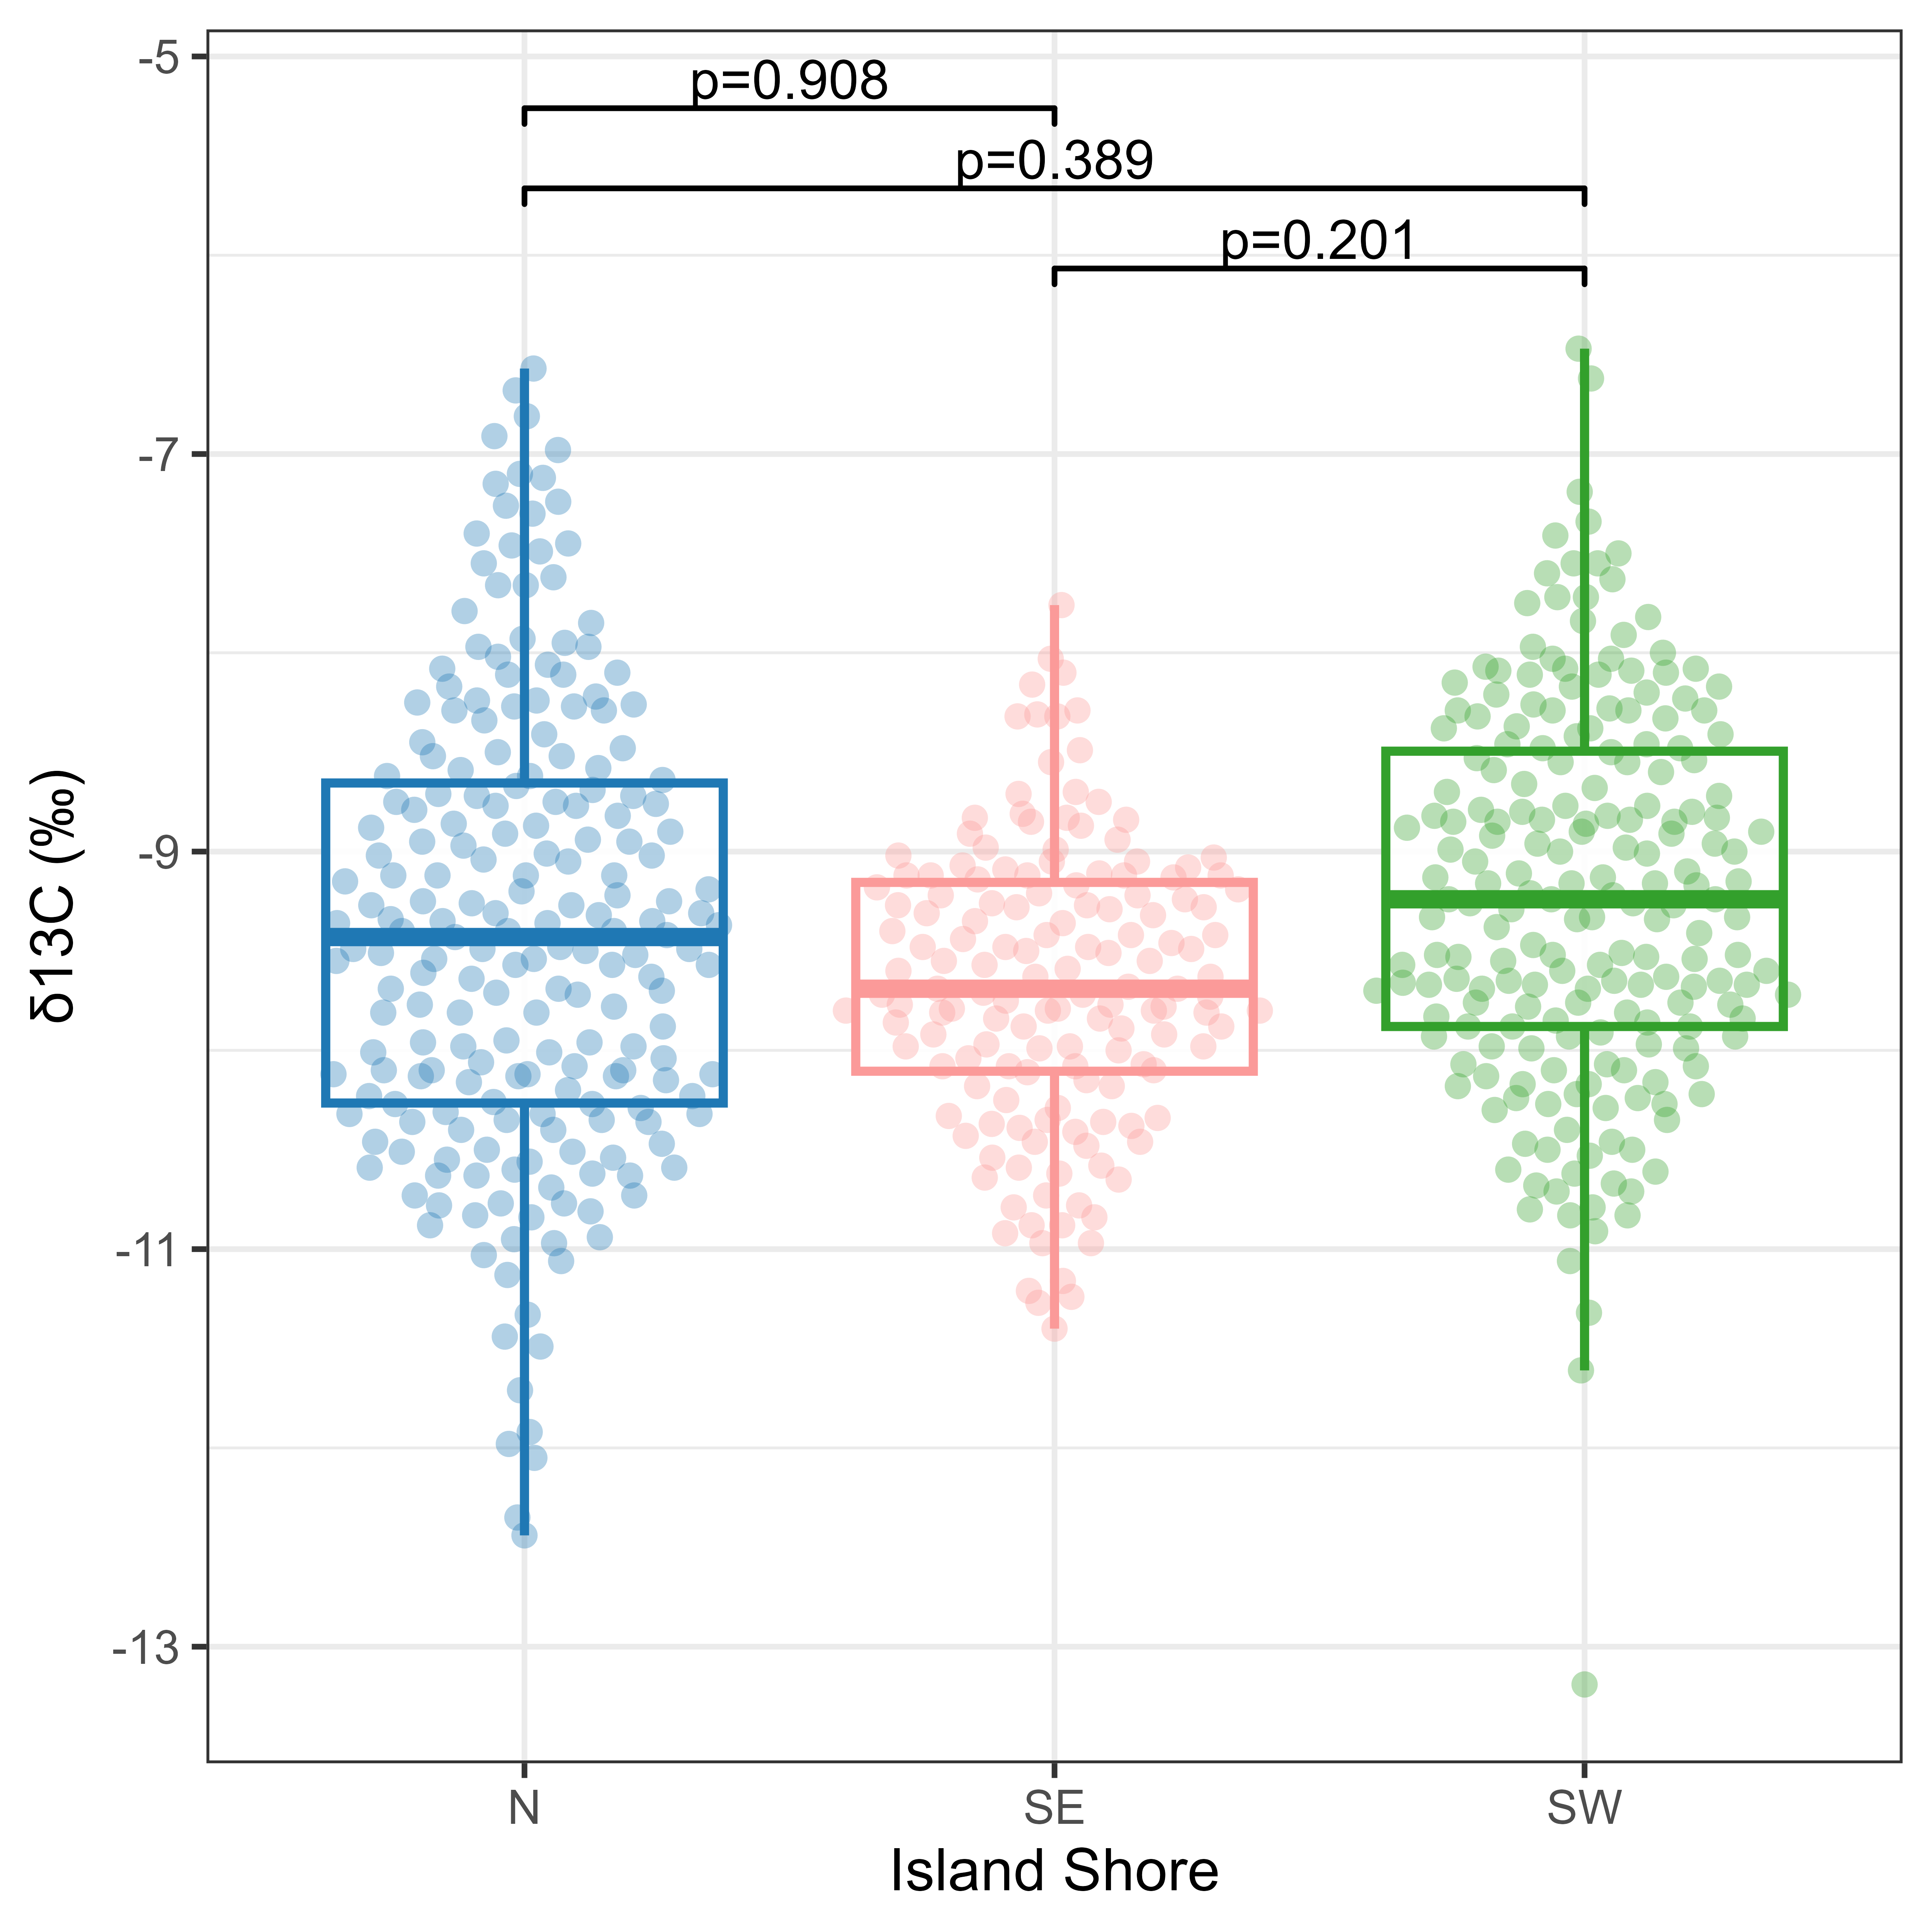 -5
p=0.908
p=0.389
p=0.201
-7
-9
-11
-13
δ13C (‰)
N SE SW
Island Shore